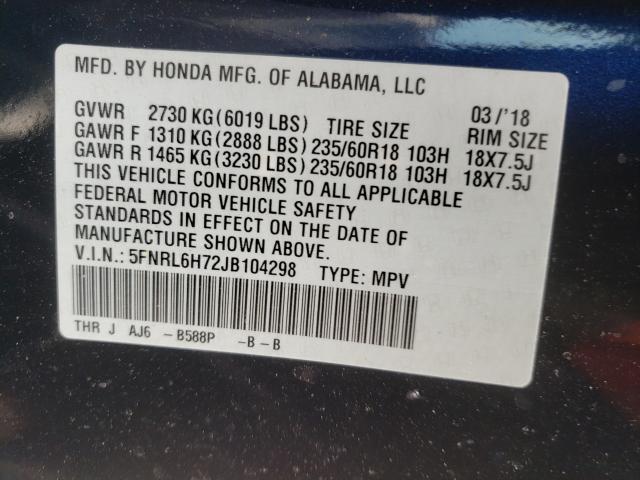 MFD. BY HONDA MFG. OF ALABAMA, LLC
03/'18
GVWR 2730 KG(6019 LBS) TIRE SIZE RIM SIZE
GAWR F 1310 KG(2888 LBS) 235/60R18 103H 18X7.5J
GAWR R 1465 KG(3230 LBS) 235/60R18 103H 18X7.5J
THIS VEHICLE CONFORMS TO ALL APPLICABLE
FEDERAL MOTOR VEHICLE SAFETY
STANDARDS IN EFFECT ON THE DATE OF
MANUFACTURE SHOWN ABOVE.
V.I.N.: 5FNRL6H72JB104298 TYPE: MPV
THR J AJ6 -B588P -B-B